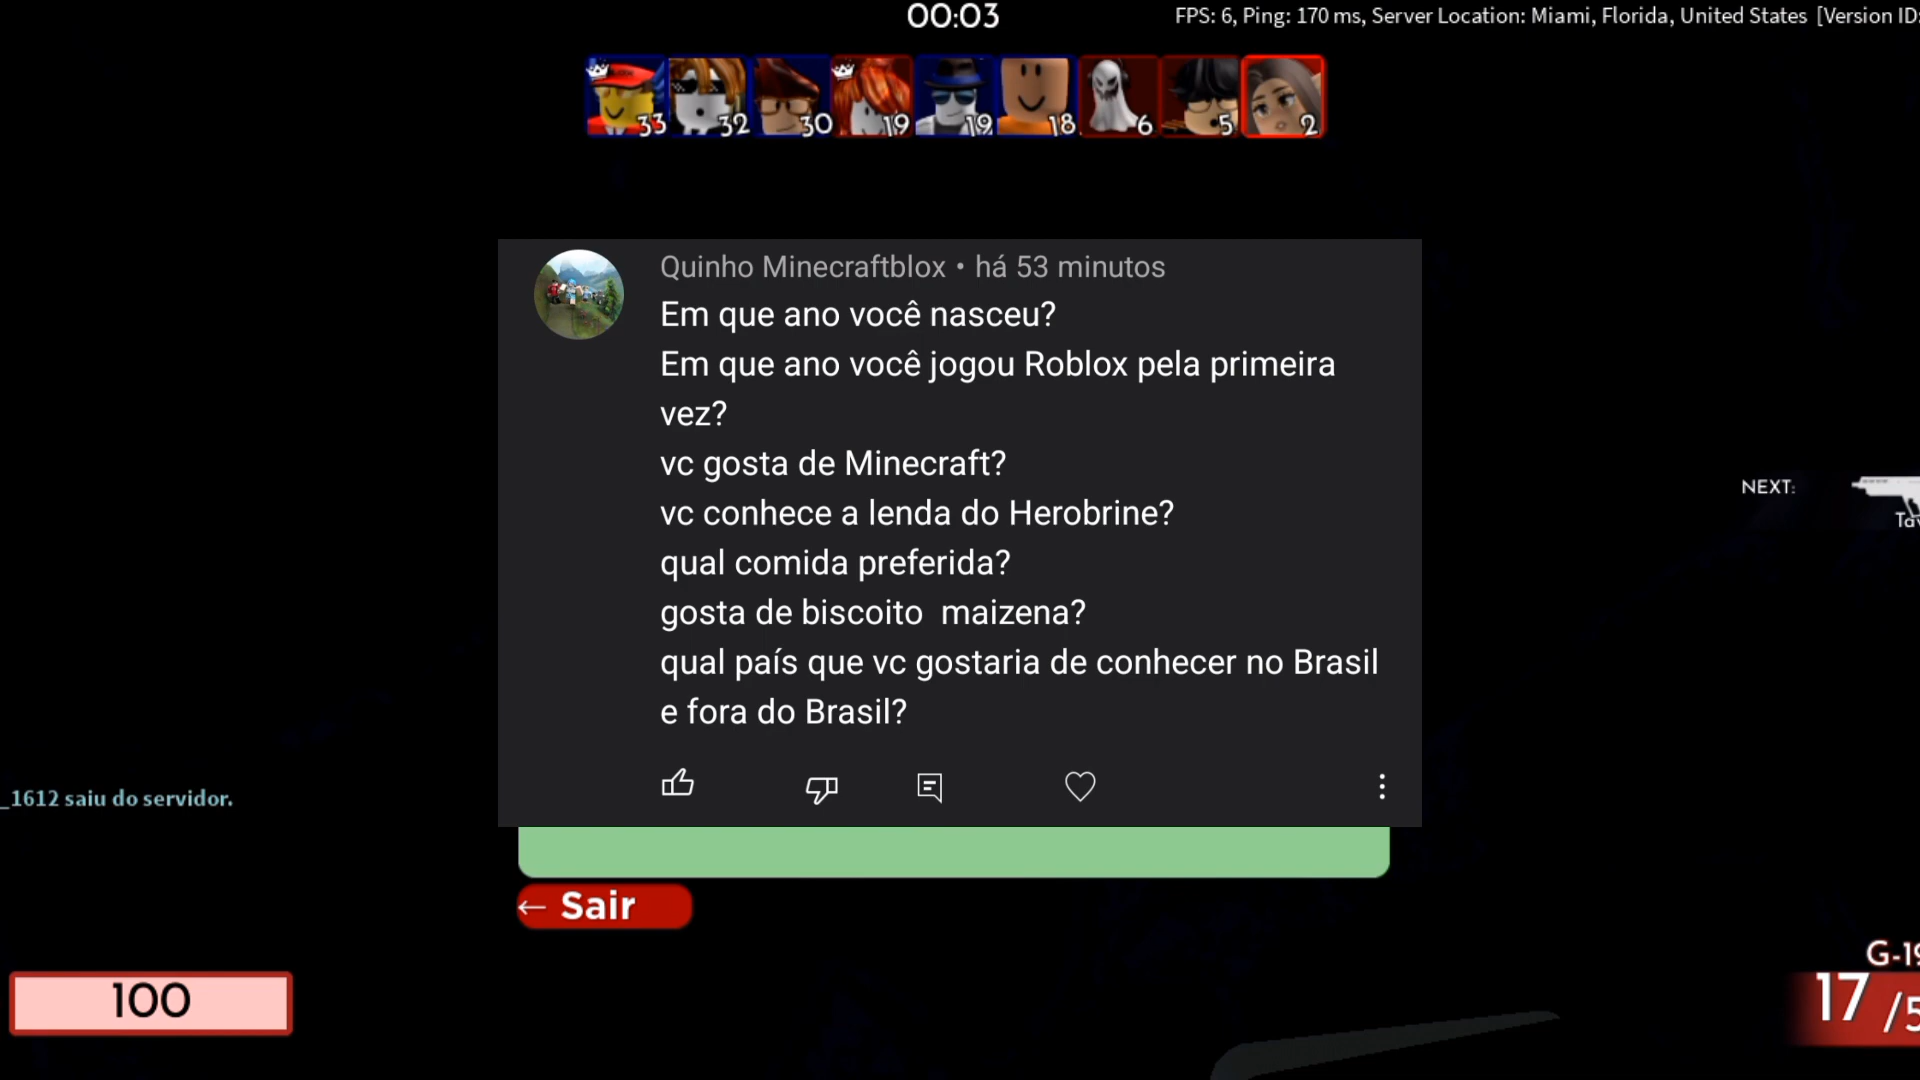 00:03
FPS: 6, Ping: 170 ms, Server Location: Miami, Florida, United States [Version ID:
33 32 30 19 19 18 6 5 2
Quinho Minecraftblox • há 53 minutos
Em que ano você nasceu?
Em que ano você jogou Roblox pela primeira
vez?
vc gosta de Minecraft?
vc conhece a lenda do Herobrine?
qual comida preferida?
gosta de biscoito  maizena?
qual país que vc gostaria de conhecer no Brasil
e fora do Brasil?
NEXT:
_1612 saiu do servidor.
← Sair
100
17 /5